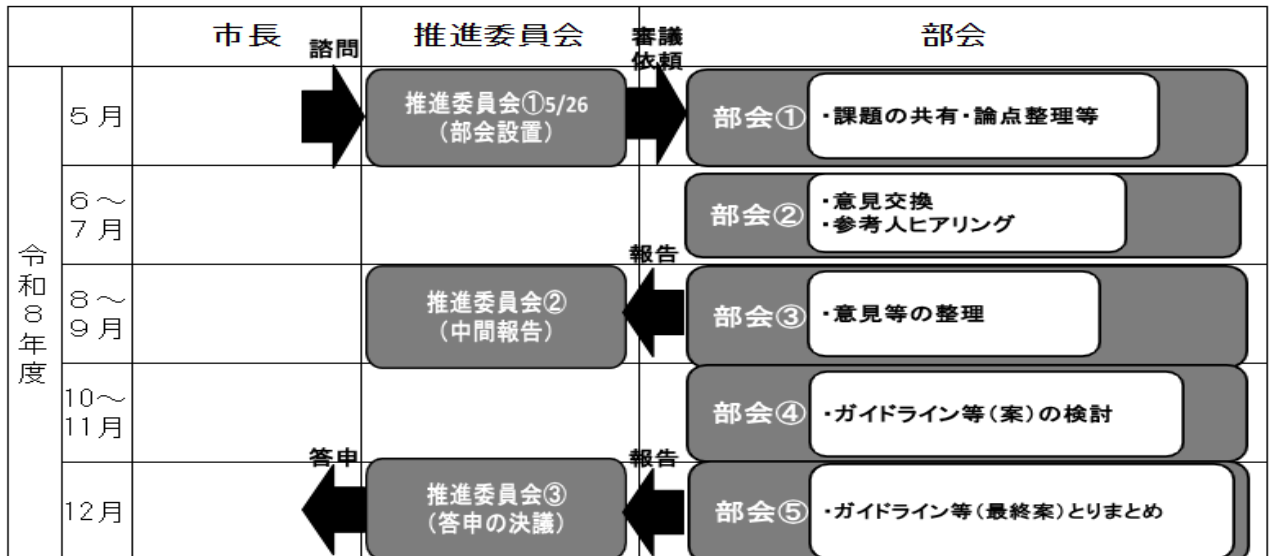 市長
推進委員会
部会
諮問
審議
依頼
令和8年度
5月
推進委員会①5/26
(部会設置)
部会①
・課題の共有・論点整理等
6～
7月
部会②
・意見交換
・参考人ヒアリング
報告
8～
9月
推進委員会②
(中間報告)
部会③
・意見等の整理
10～
11月
部会④
・ガイドライン等(案)の検討
答申
報告
12月
推進委員会③
(答申の決議)
部会⑤
・ガイドライン等(最終案)とりまとめ